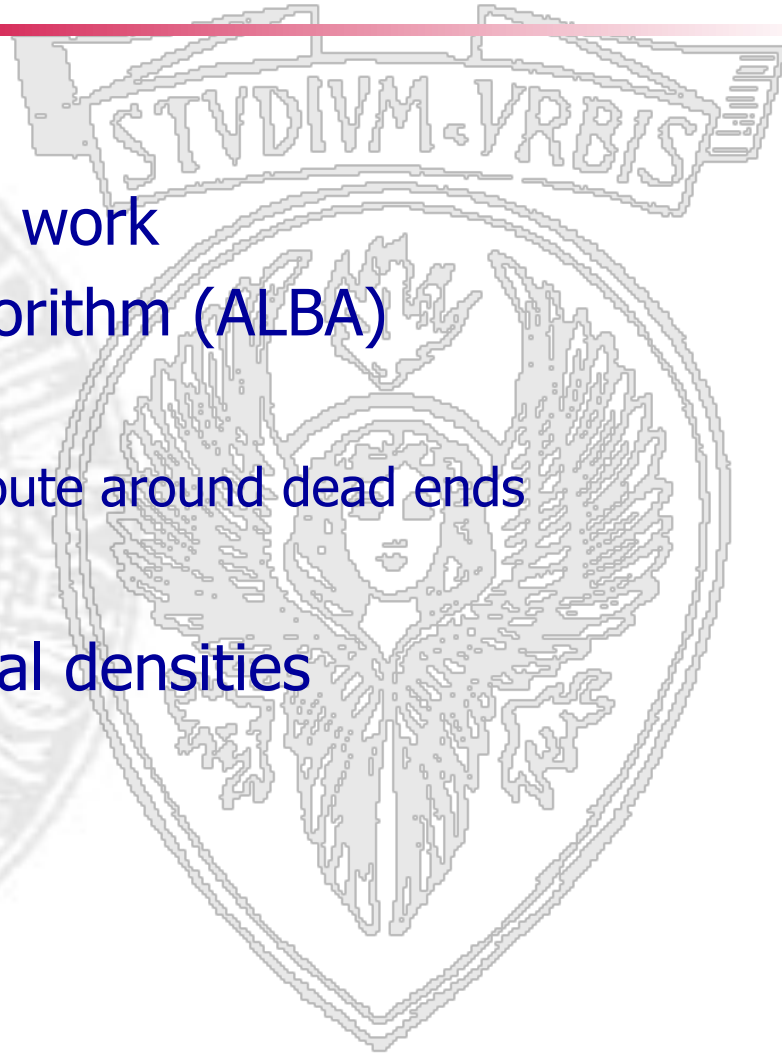 STVDIVM VRBIS
work
orithm (ALBA)
oute around dead ends
al densities